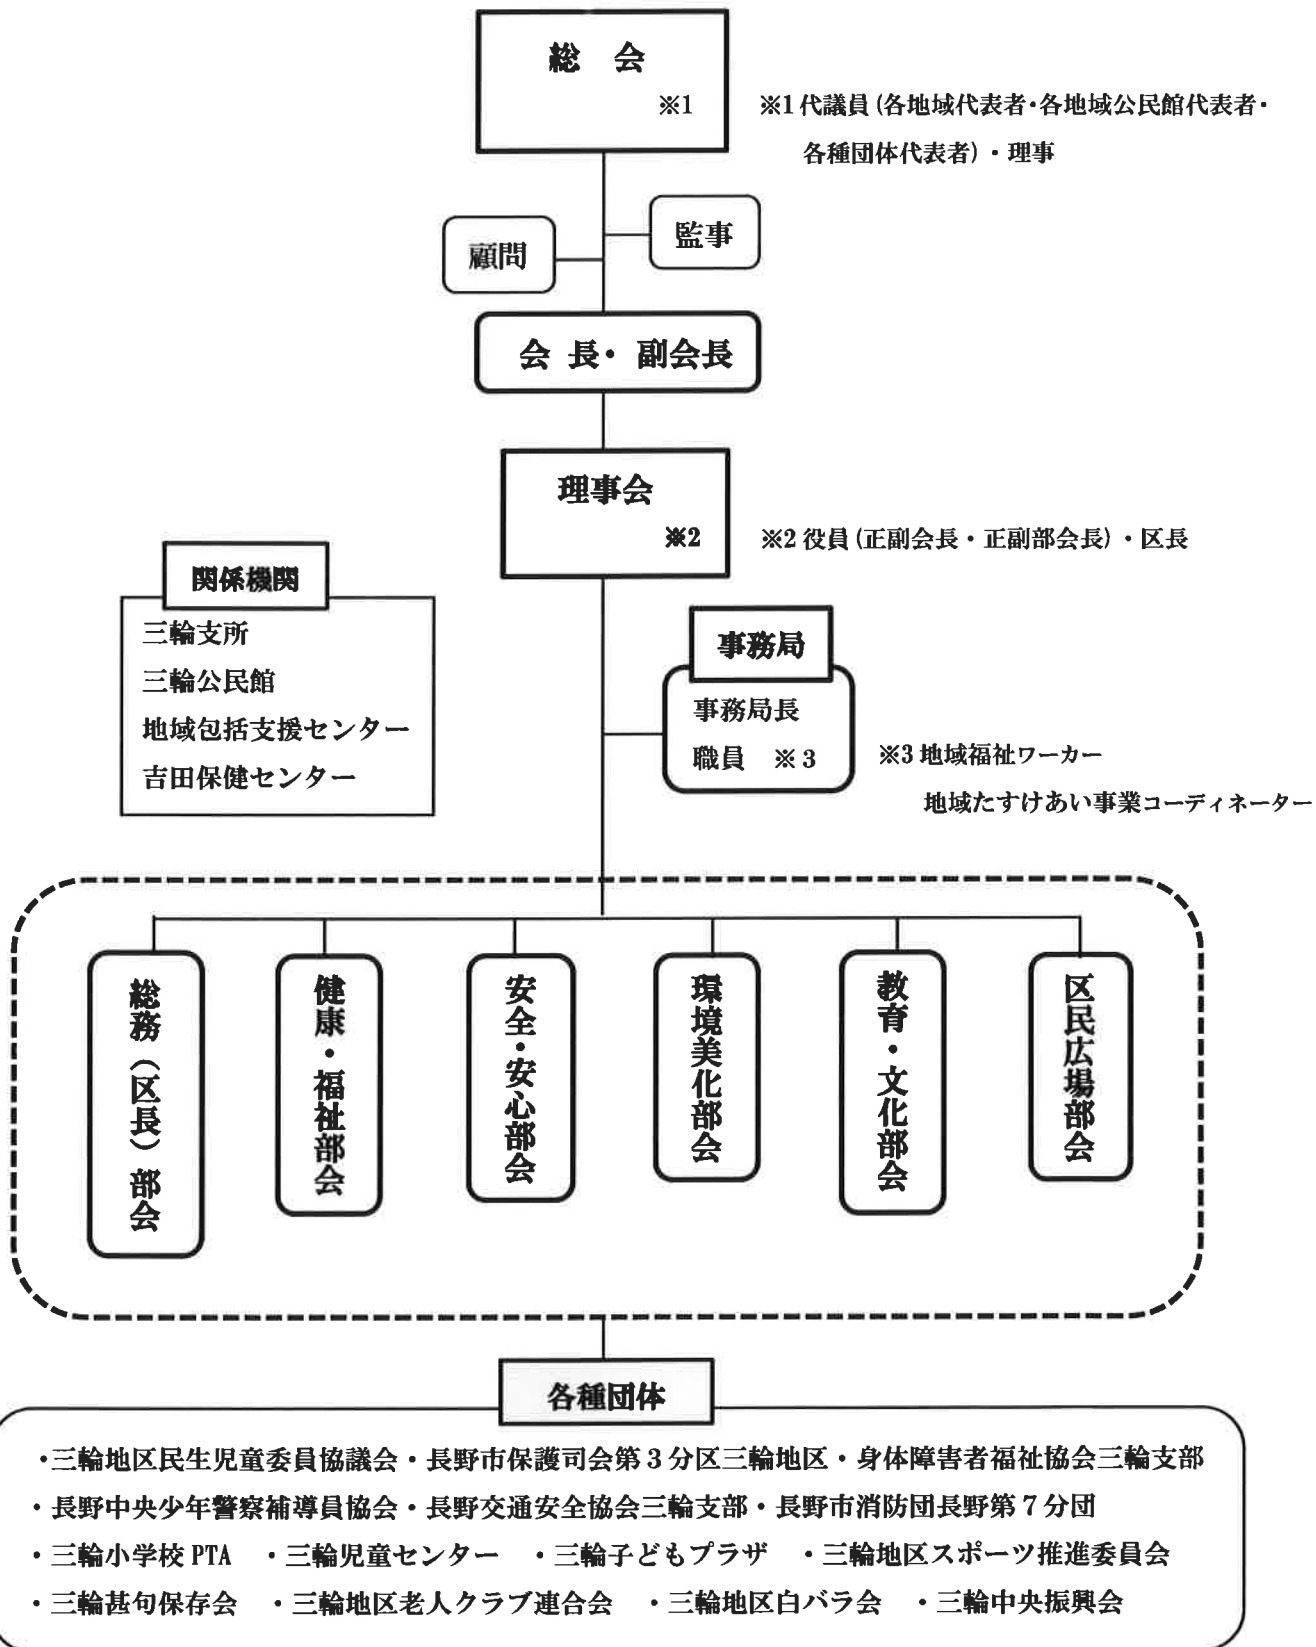 総　会
※1
※1 代議員（各地域代表者・各地域公民館代表者・
各種団体代表者）・理事
監事
顧問
会 長・ 副会長
理事会
※2
※2 役員（正副会長・正副部会長）・区長
関係機関
三輪支所
三輪公民館
地域包括支援センター
吉田保健センター
事務局
事務局長
職員　※３
※3 地域福祉ワーカー
地域たすけあい事業コーディネーター
総務（区長）部会
健康・福祉部会
安全・安心部会
環境美化部会
教育・文化部会
区民広場部会
各種団体
・三輪地区民生児童委員協議会・長野市保護司会第３分区三輪地区・身体障害者福祉協会三輪支部
・長野中央少年警察補導員協会・長野交通安全協会三輪支部・長野市消防団長野第７分団
・三輪小学校 PTA　・三輪児童センター　・三輪子どもプラザ　・三輪地区スポーツ推進委員会
・三輪甚句保存会　・三輪地区老人クラブ連合会　・三輪地区白バラ会　・三輪中央振興会